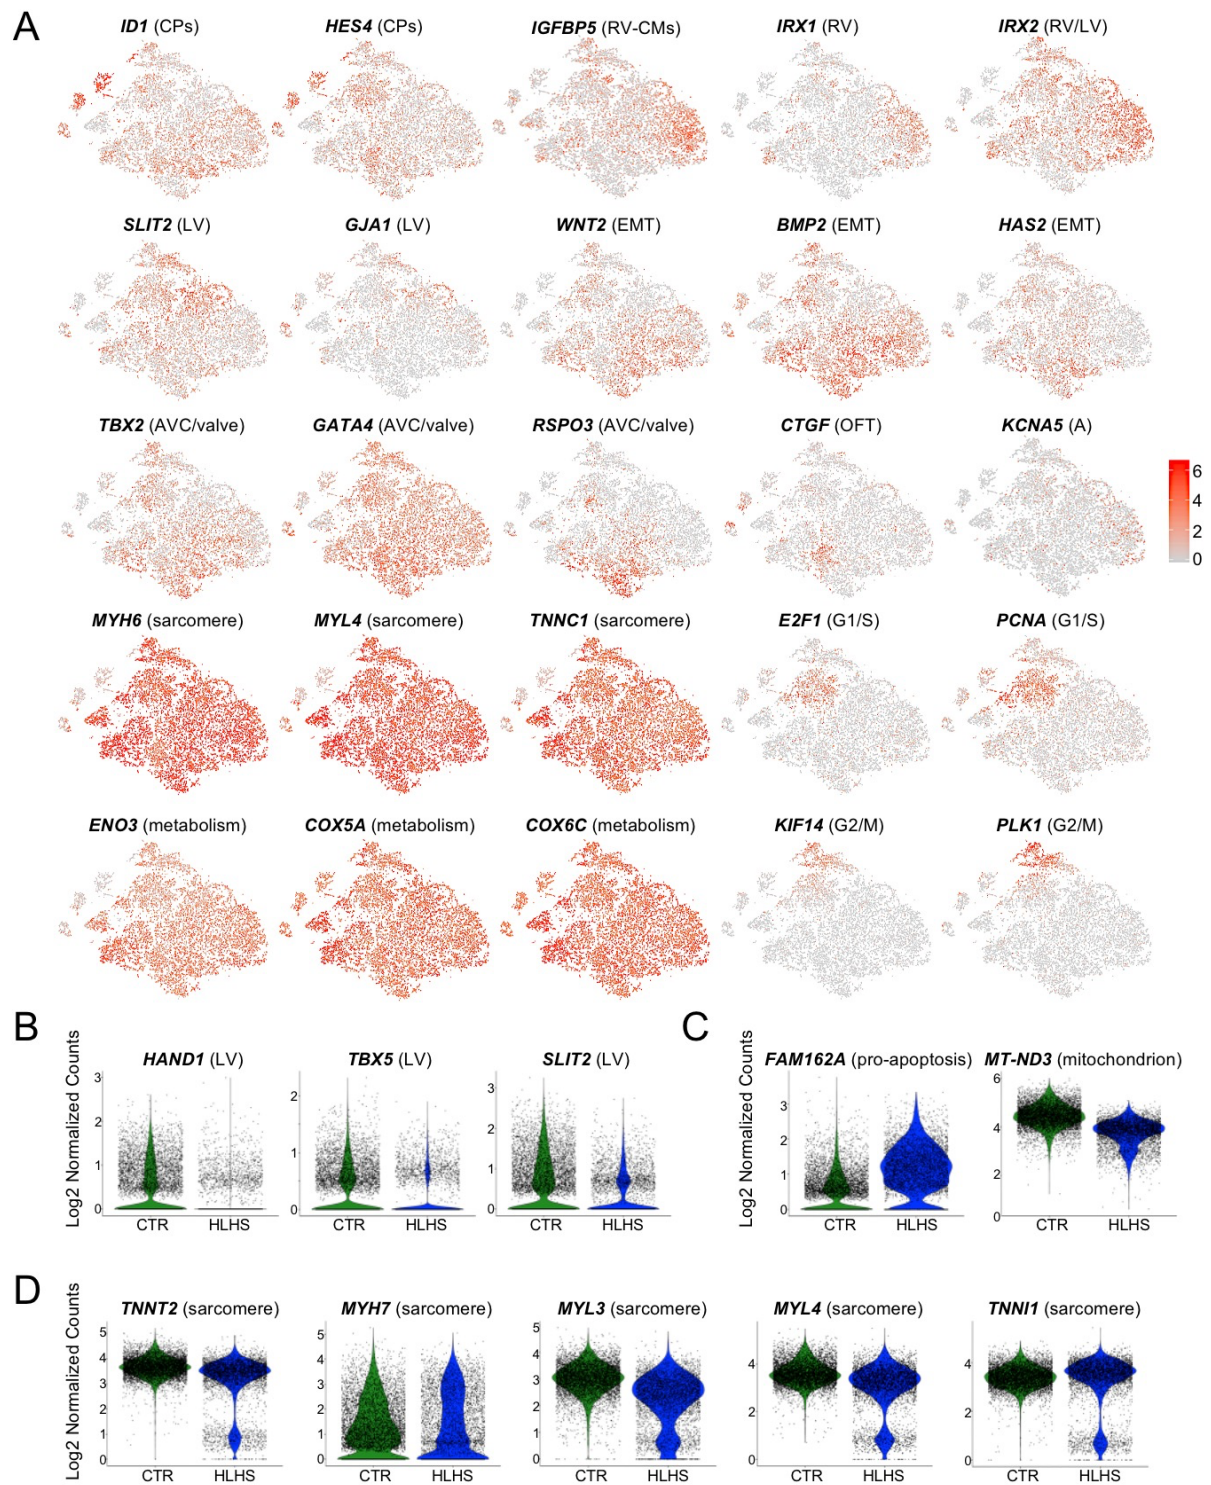 A
ID1 (CPs) HES4 (CPs) IGFBP5 (RV-CMs) IRX1 (RV) IRX2 (RV/LV)
SLIT2 (LV) GJA1 (LV) WNT2 (EMT) BMP2 (EMT) HAS2 (EMT)
TBX2 (AVC/valve) GATA4 (AVC/valve) RSPO3 (AVC/valve) CTGF (OFT) KCNA5 (A)
6
4
2
0
MYH6 (sarcomere) MYL4 (sarcomere) TNNC1 (sarcomere) E2F1 (G1/S) PCNA (G1/S)
ENO3 (metabolism) COX5A (metabolism) COX6C (metabolism) KIF14 (G2/M) PLK1 (G2/M)
B
Log2 Normalized Counts
HAND1 (LV) TBX5 (LV) SLIT2 (LV)
3
2
1
0
2
1
0
3
2
1
0
CTR HLHS CTR HLHS CTR HLHS
C
Log2 Normalized Counts
FAM162A (pro-apoptosis) MT-ND3 (mitochondrion)
3
2
1
0
6
4
2
0
CTR HLHS CTR HLHS
D
Log2 Normalized Counts
TNNT2 (sarcomere) MYH7 (sarcomere) MYL3 (sarcomere) MYL4 (sarcomere) TNNI1 (sarcomere)
5
4
3
2
1
0
5
4
3
2
1
0
5
4
3
2
1
0
4
2
0
4
2
0
CTR HLHS CTR HLHS CTR HLHS CTR HLHS CTR HLHS